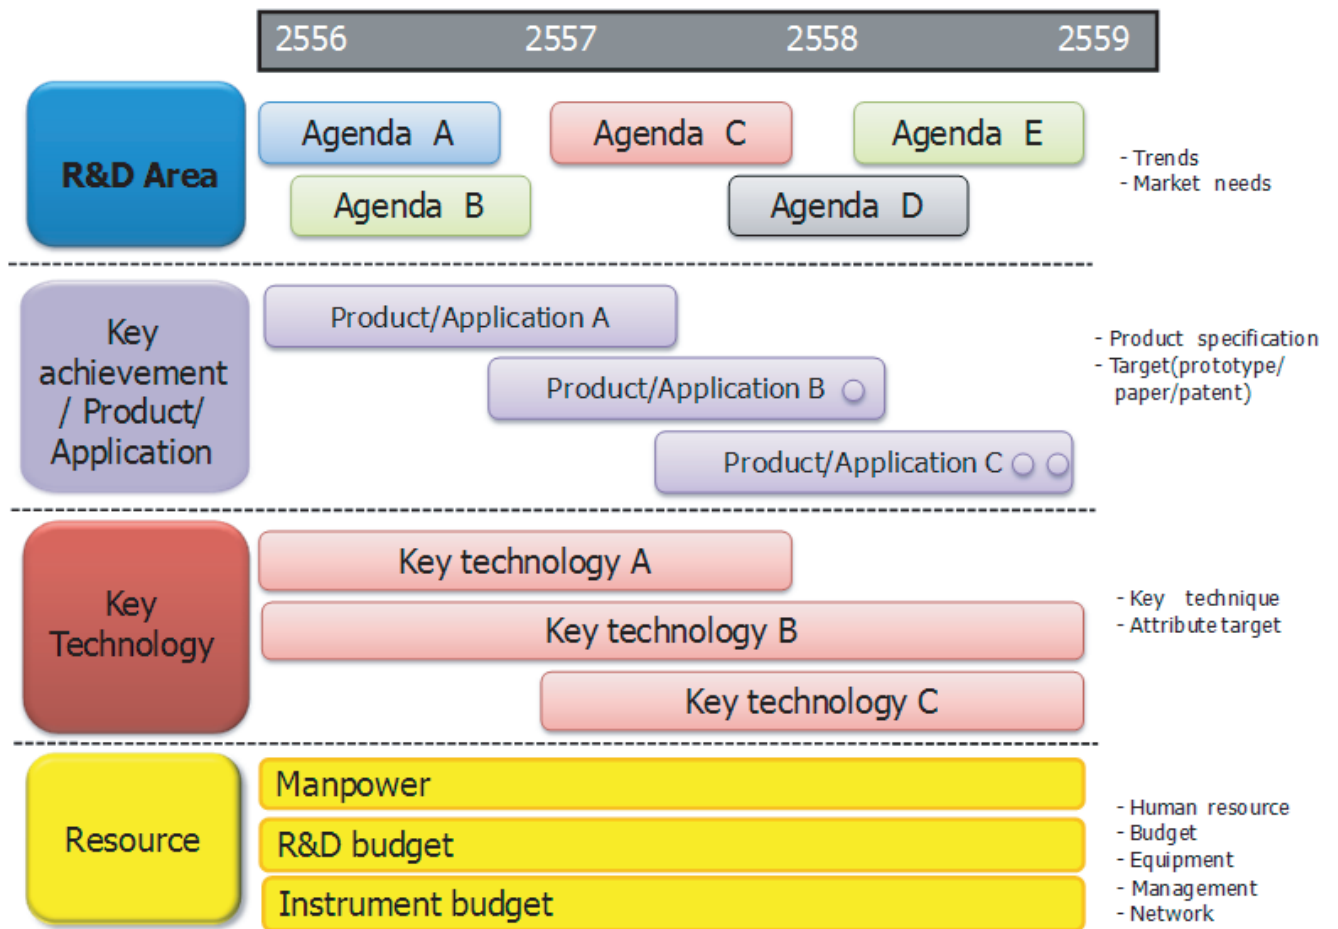 2556 2557 2558 2559
R&D Area
Agenda A
Agenda C
Agenda E
Agenda B
Agenda D
- Trends
- Market needs
Key
achievement
/ Product/
Application
Product/Application A
Product/Application B
Product/Application C
- Product specification
- Target(prototype/
paper/patent)
Key
Technology
Key technology A
Key technology B
Key technology C
- Key technique
- Attribute target
Resource
Manpower
R&D budget
Instrument budget
- Human resource
- Budget
- Equipment
- Management
- Network